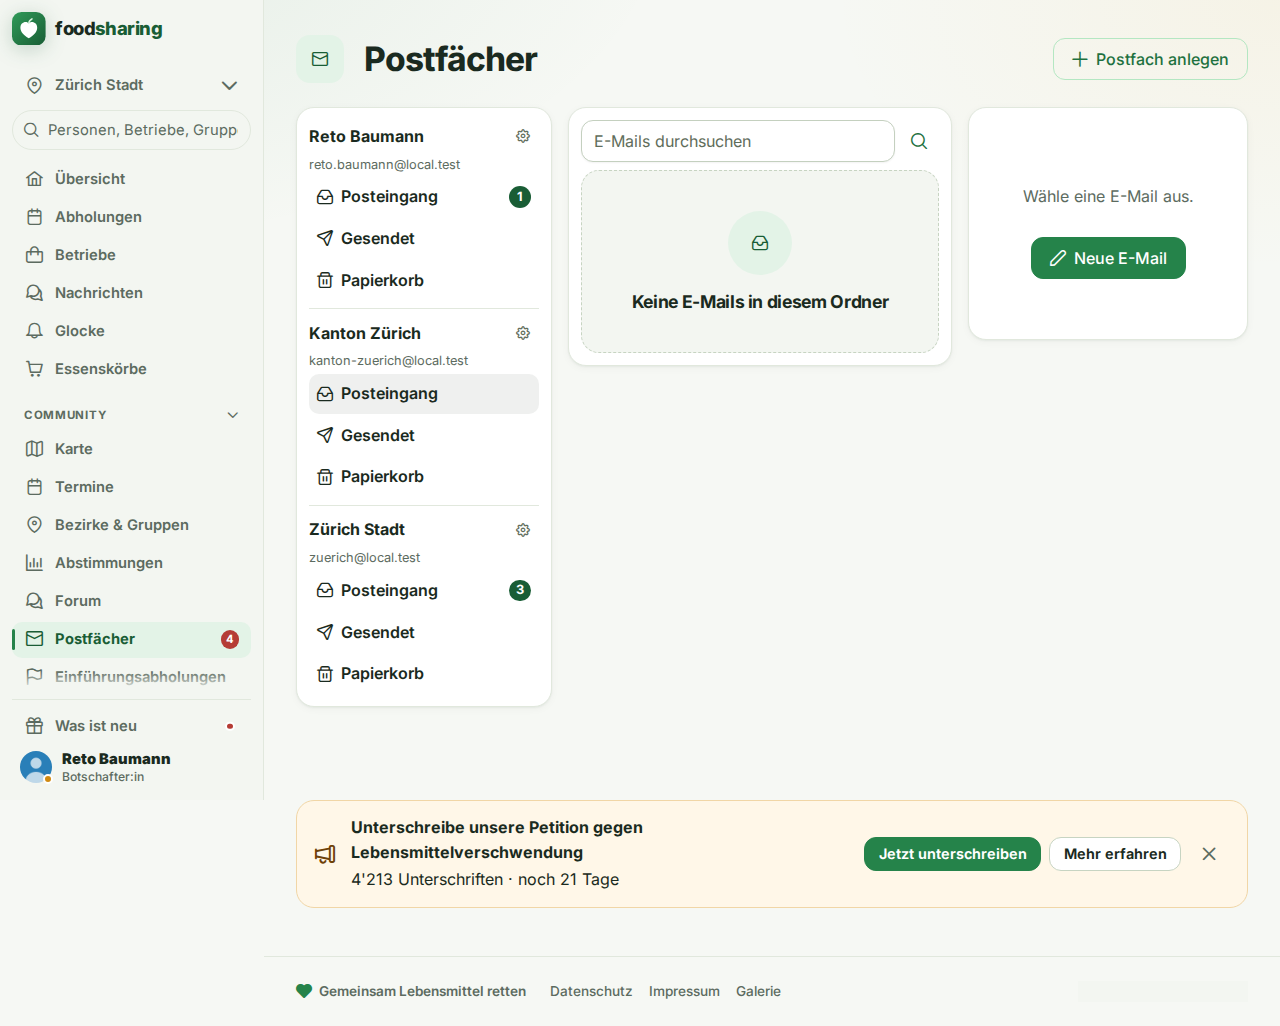 foodsharing
Zürich Stadt
Personen, Betriebe, Grupp
Übersicht
Abholungen
Betriebe
Nachrichten
Glocke
Essenskörbe
COMMUNITY
Karte
Termine
Bezirke & Gruppen
Abstimmungen
Forum
Postfächer 4
Einführungsabholungen
Was ist neu
Reto Baumann
Botschafter:in
Postfächer
Postfach anlegen
Reto Baumann
reto.baumann@local.test
Posteingang 1
Gesendet
Papierkorb
Kanton Zürich
kanton-zuerich@local.test
Posteingang
Gesendet
Papierkorb
Zürich Stadt
zuerich@local.test
Posteingang 3
Gesendet
Papierkorb
E-Mails durchsuchen
Keine E-Mails in diesem Ordner
Wähle eine E-Mail aus.
Neue E-Mail
Unterschreibe unsere Petition gegen
Lebensmittelverschwendung
4'213 Unterschriften · noch 21 Tage
Jetzt unterschreiben
Mehr erfahren
Gemeinsam Lebensmittel retten
Datenschutz
Impressum
Galerie